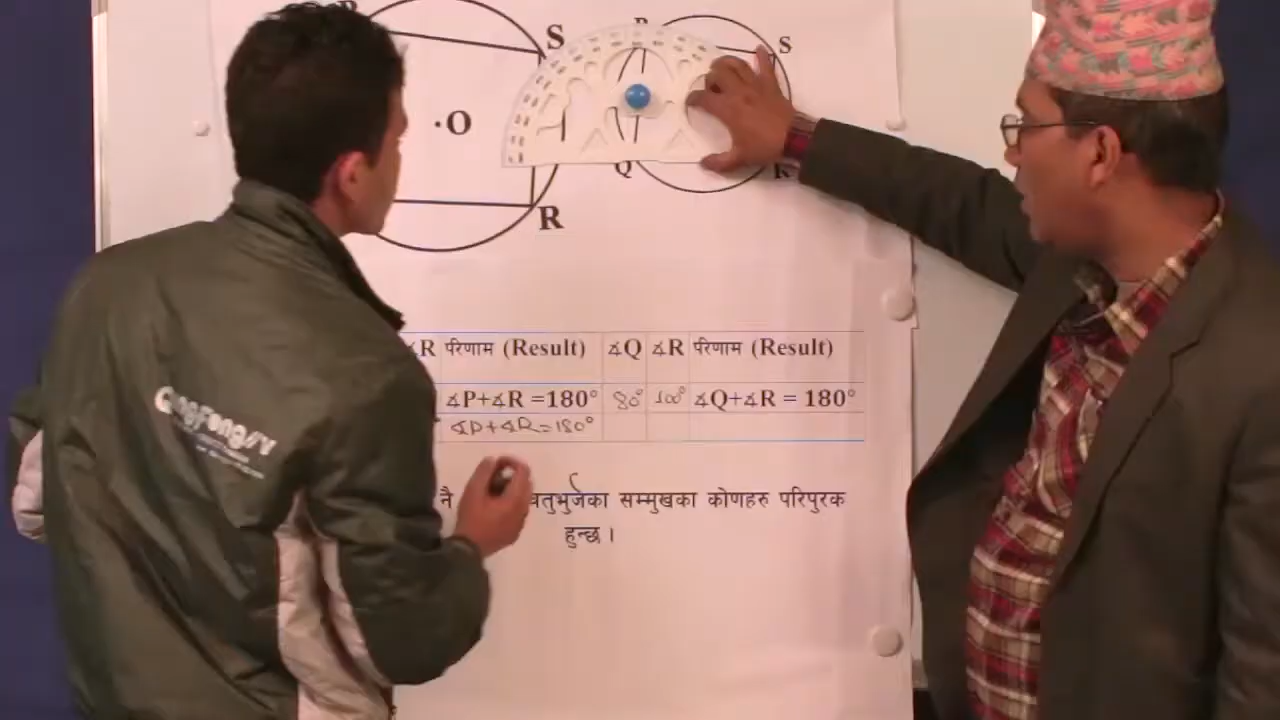 S
S
·O
Q
R
∡R परिणाम (Result) ∡Q ∡R परिणाम (Result)
∡P+∡R =180° 80° 100° ∡Q+∡R = 180°
∡P+∡R=180°
नै चतुर्भुजका सम्मुखका कोणहरु परिपुरक
हुन्छ ।